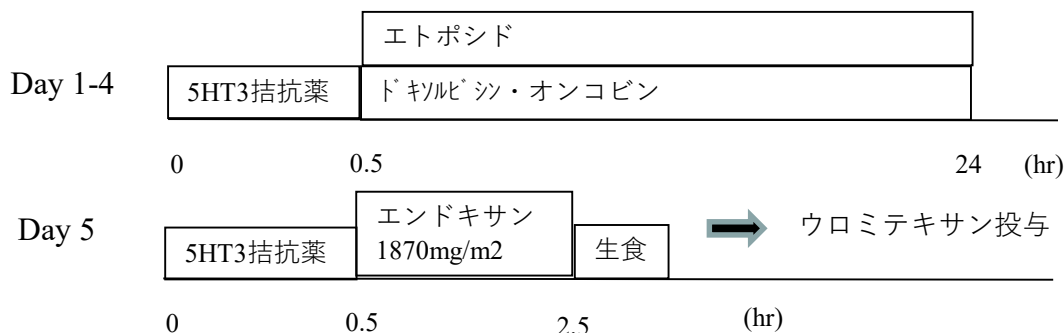 エトポシド
Day 1-4
5HT3拮抗薬
ﾄﾞｷｿﾙﾋﾞｼﾝ・オンコビン
0 0.5 24 (hr)
エンドキサン
1870mg/m2
Day 5
5HT3拮抗薬
生食
ウロミテキサン投与
0 0.5 2.5 (hr)